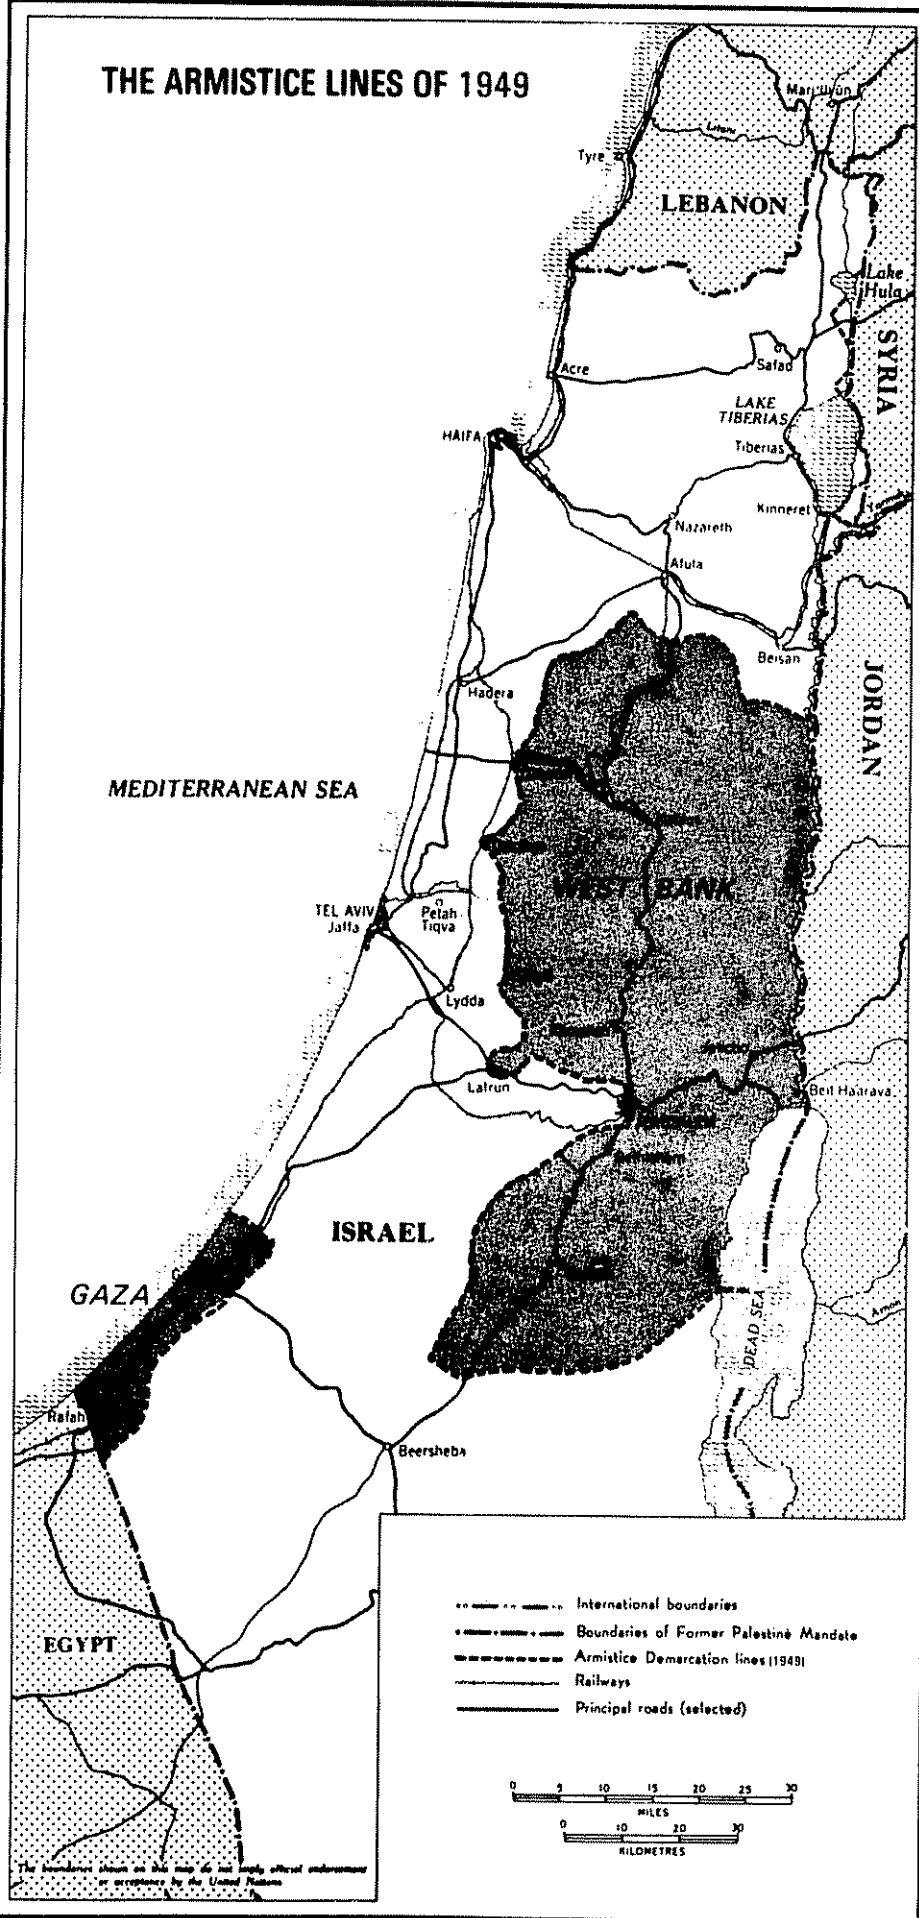 THE ARMISTICE LINES OF 1949
Litani
Tyre
LEBANON
Lake
Hula
SYRIA
Acre
Safad
LAKE
TIBERIAS
HAIFA
Tiberias
Kinneret
Nazareth
Afula
Beisan
JORDAN
Hadera
MEDITERRANEAN SEA
WEST BANK
TEL AVIV
Jaffa
Petah
Tiqva
Lydda
Latrun
Beit Haarava
ISRAEL
GAZA
DEAD SEA
Arnon
Rafah
Beersheba
EGYPT
International boundaries
Boundaries of Former Palestine Mandate
Armistice Demarcation lines (1949)
Railways
Principal roads (selected)
0 5 10 15 20 25 30
MILES
0 10 20 30
KILOMETRES
The boundaries shown on this map do not imply official endorsement
or acceptance by the United Nations